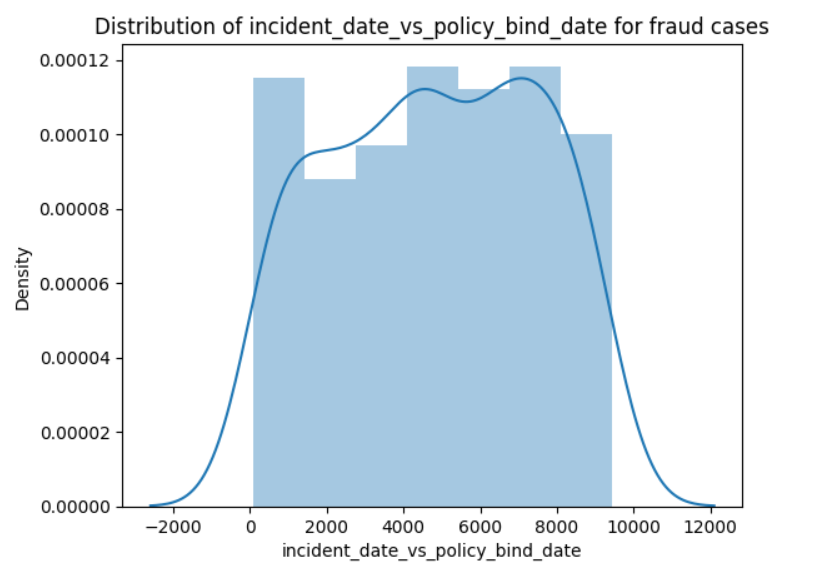 Distribution of incident_date_vs_policy_bind_date for fraud cases
0.00012
0.00010
0.00008
0.00006
0.00004
0.00002
0.00000
Density
−2000 0 2000 4000 6000 8000 10000 12000
incident_date_vs_policy_bind_date